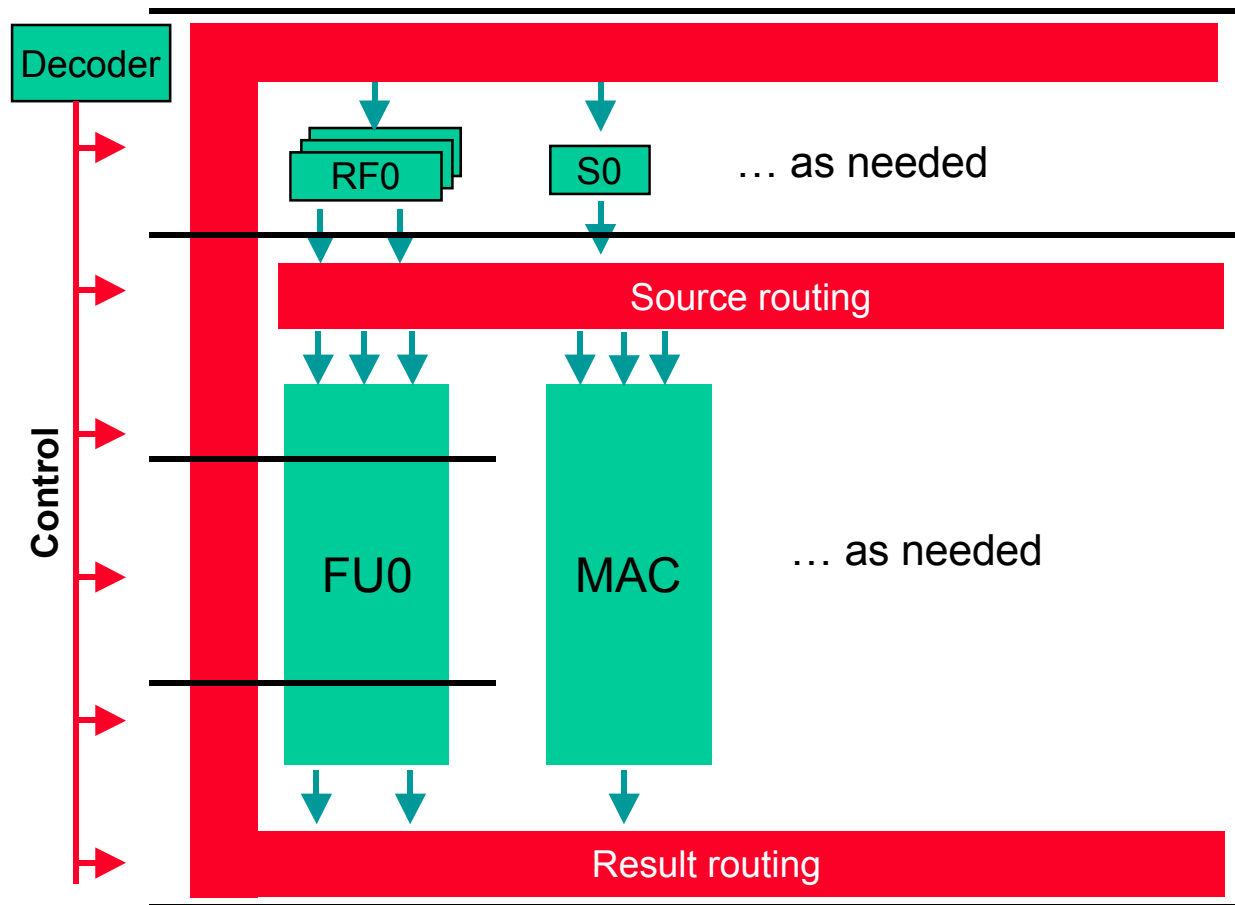 Decoder
RF0
S0
… as needed
Source routing
Control
FU0
MAC
… as needed
Result routing